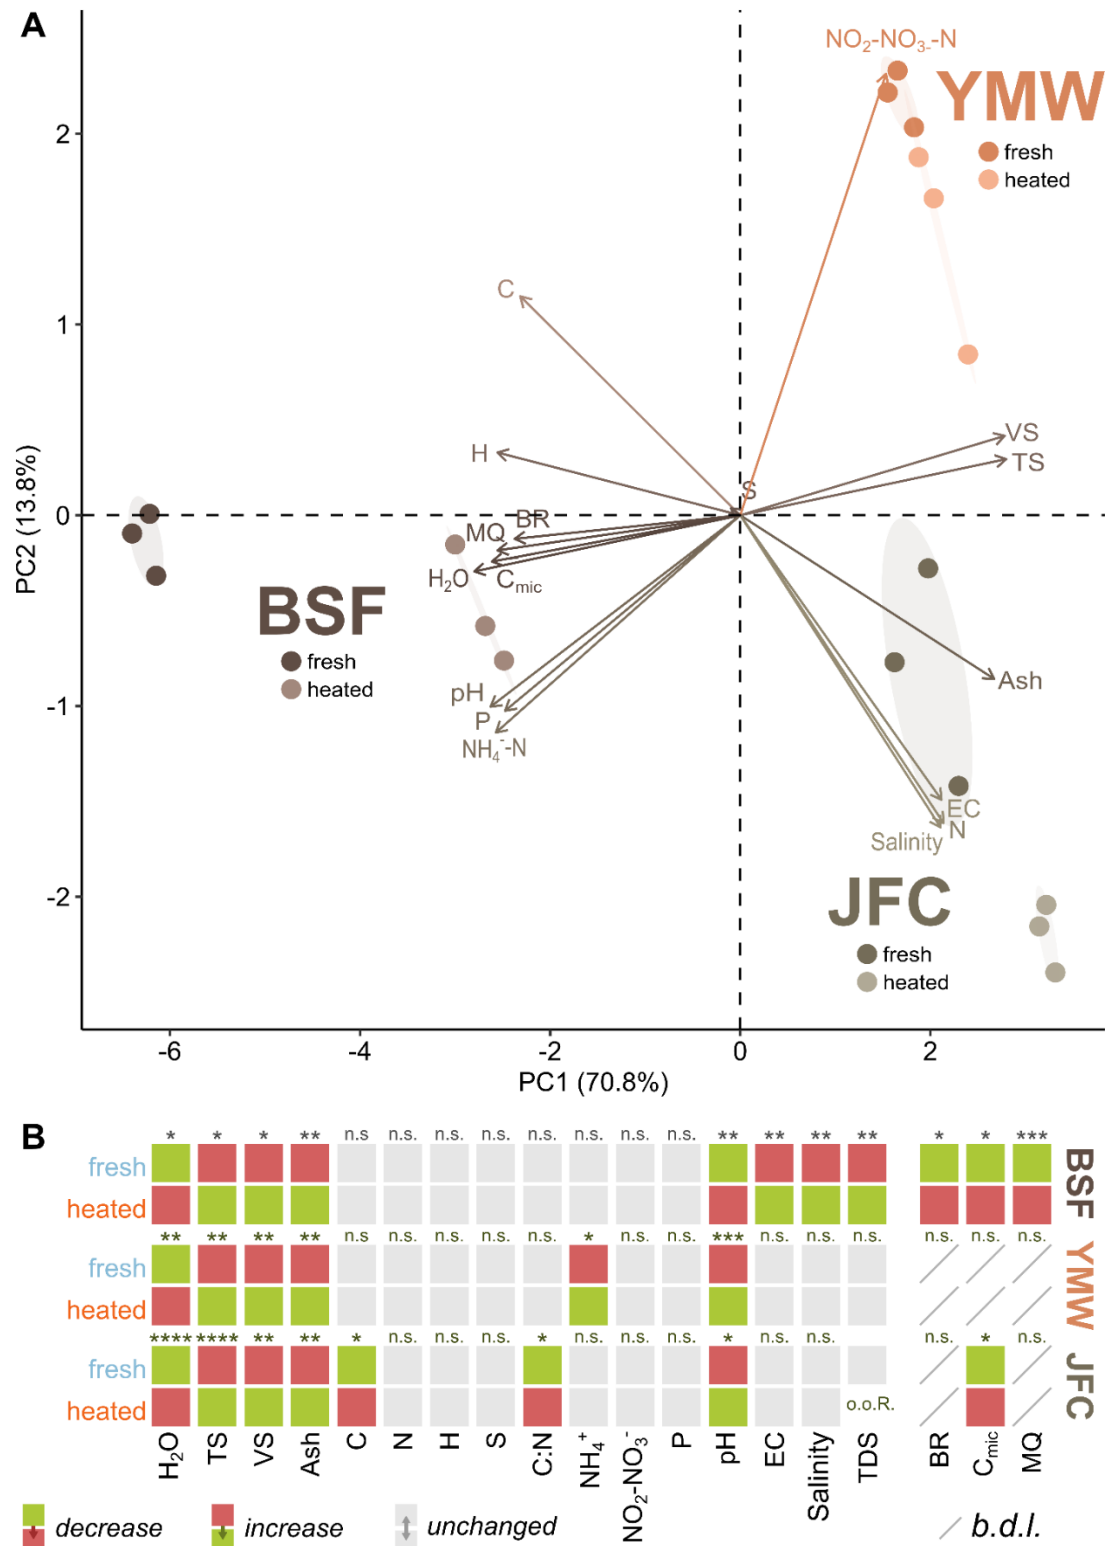 A
NO₂-NO₃₋-N
YMW
fresh
heated
2
C
1
VS
H
TS
S
0
BR
MQ
H₂O
Cmic
BSF
fresh
heated
pH
Ash
-1
P
NH₄⁻-N
EC
N
Salinity
JFC
-2
fresh
heated
PC2 (13.8%)
-6 -4 -2 0 2
PC1 (70.8%)
B
* * * ** n.s n.s. n.s. n.s. n.s. n.s. n.s. n.s. ** ** ** ** * * ***
fresh
heated
BSF
** ** ** ** n.s n.s. n.s. n.s. n.s. * n.s. n.s. *** n.s. n.s. n.s. n.s. n.s. n.s.
fresh
heated
YMW
**** **** ** ** * n.s. n.s. n.s. * n.s. n.s. n.s. * n.s. n.s. n.s. * n.s.
fresh
heated o.o.R.
JFC
H₂O TS VS Ash C N H S C:N NH₄⁺ NO₂-NO₃⁻ P pH EC Salinity TDS BR Cmic MQ
decrease increase unchanged b.d.l.